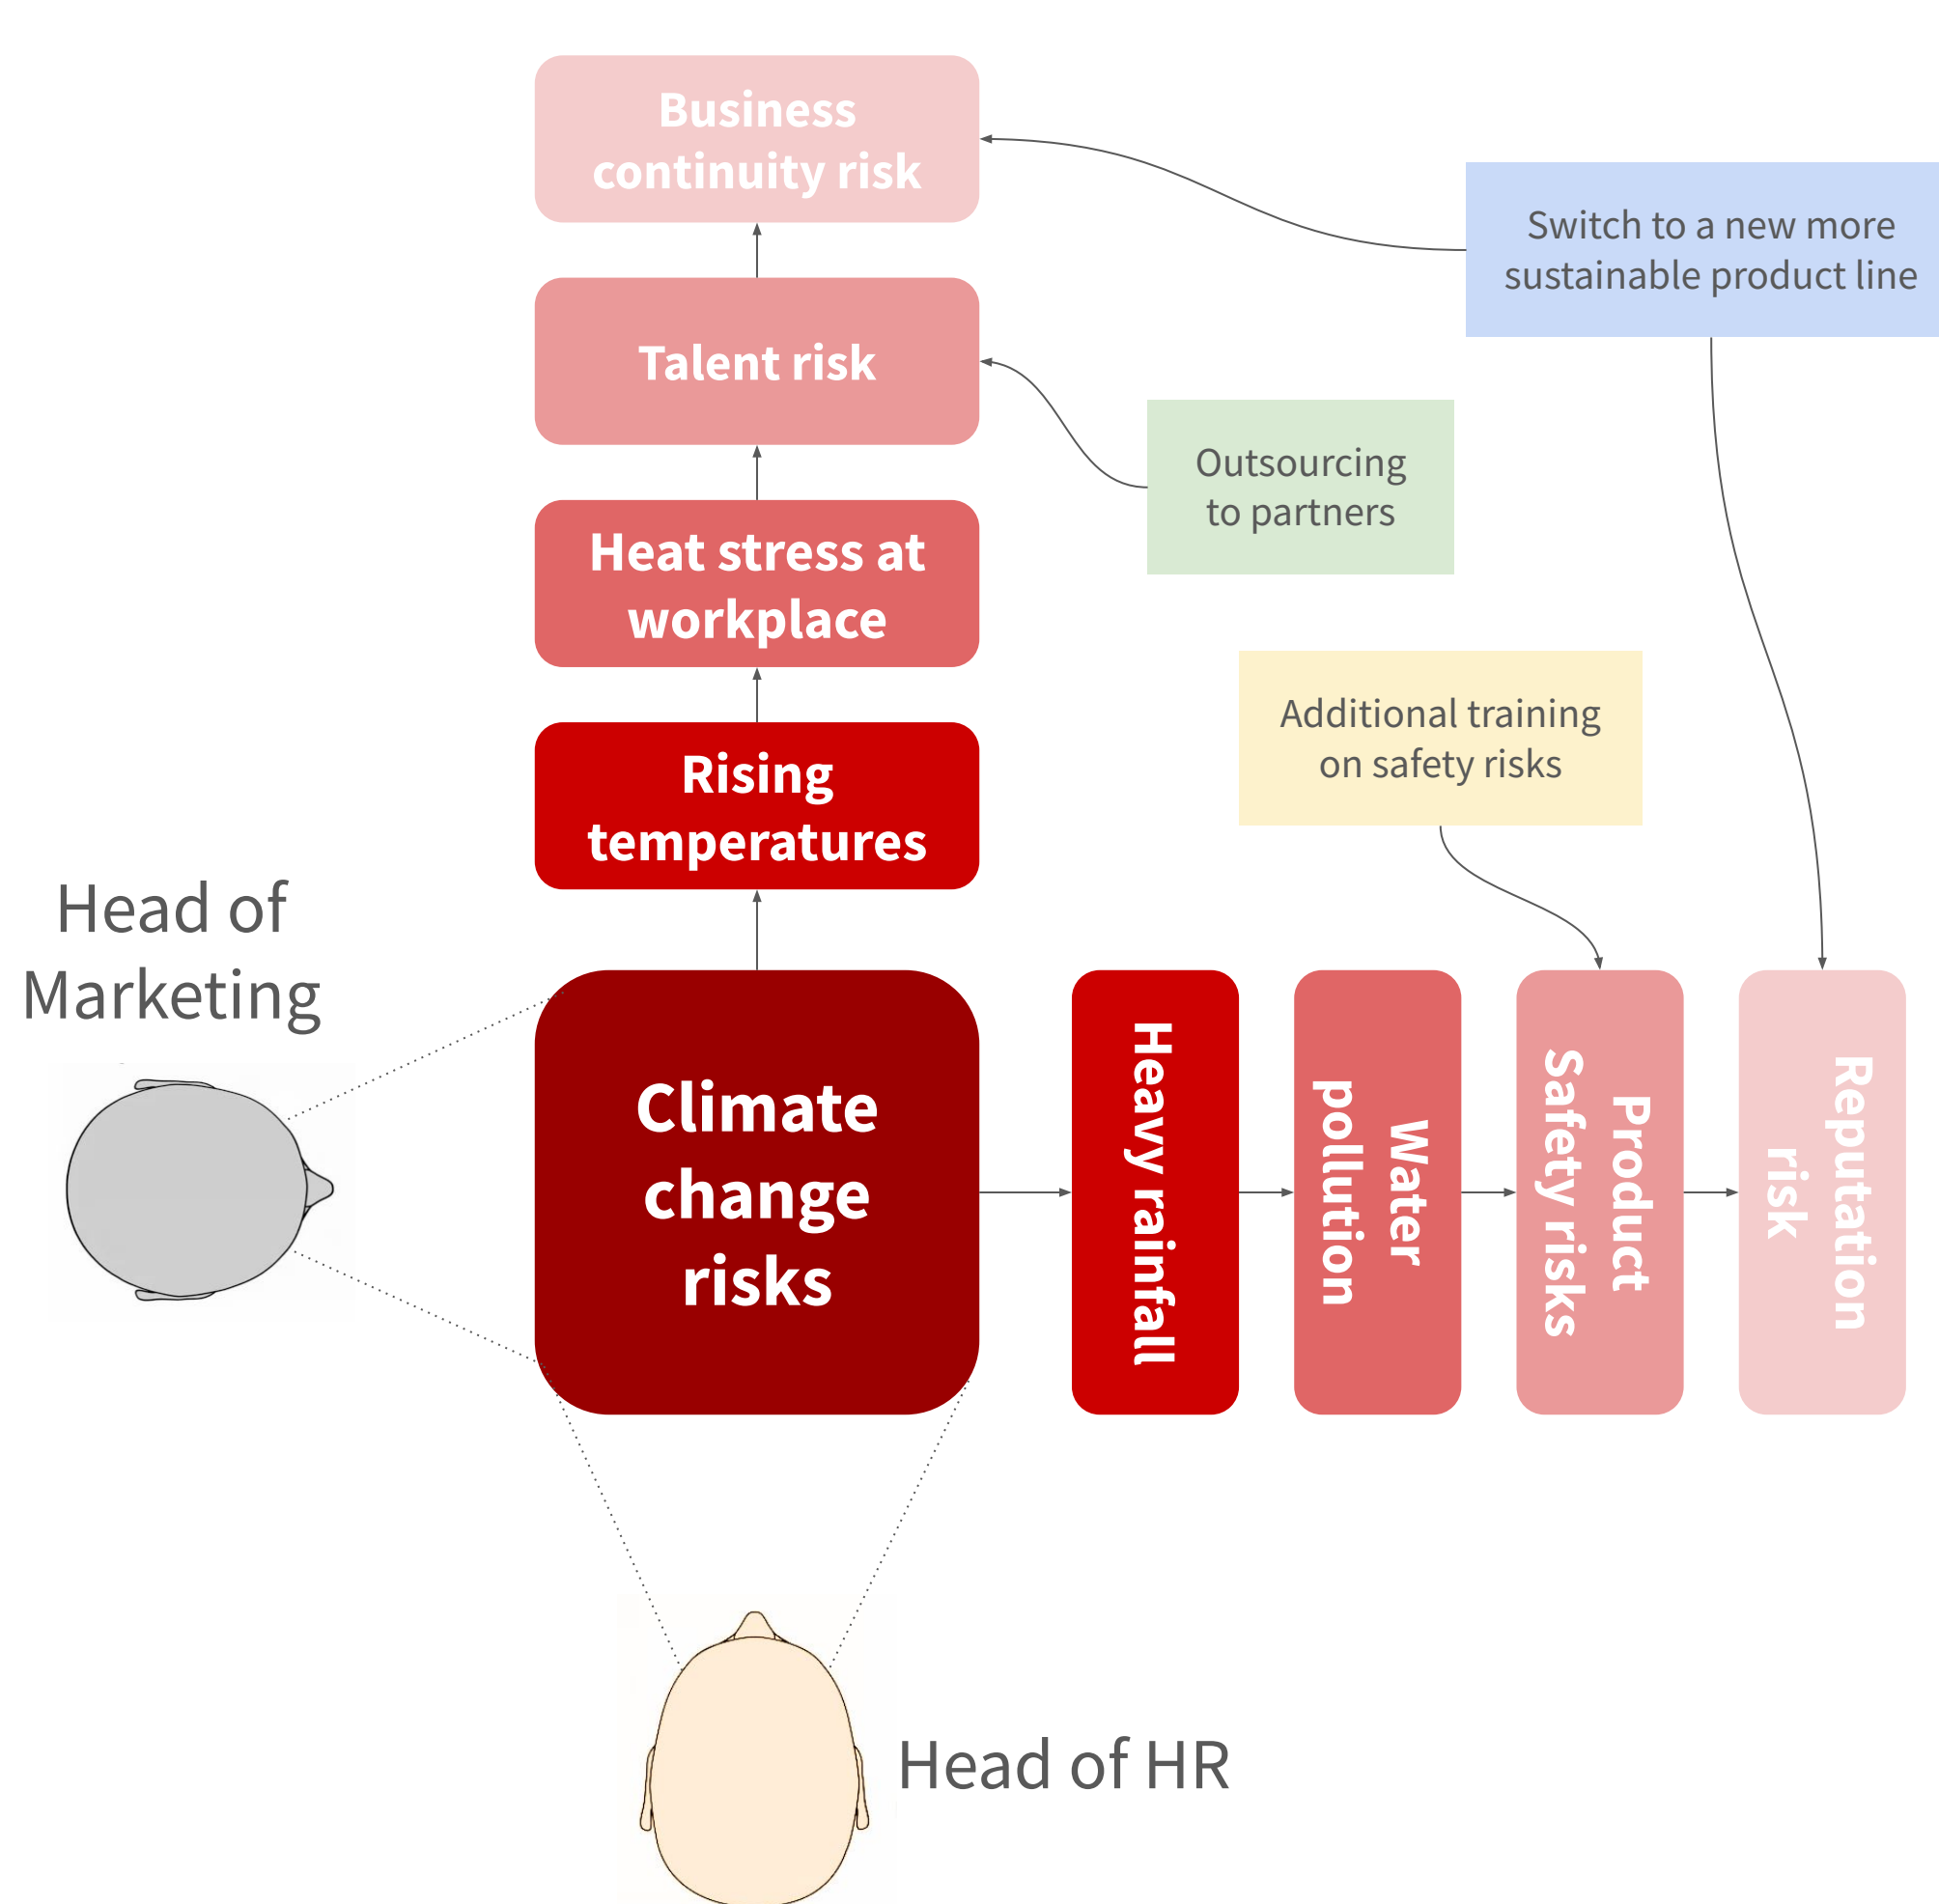 Business
continuity risk
Switch to a new more
sustainable product line
Talent risk
Outsourcing
to partners
Heat stress at
workplace
Additional training
on safety risks
Rising
temperatures
Head of
Marketing
Climate
change
risks
Heavy rainfall
Water
pollution
Product
Safety risks
Reputation
risk
Head of HR